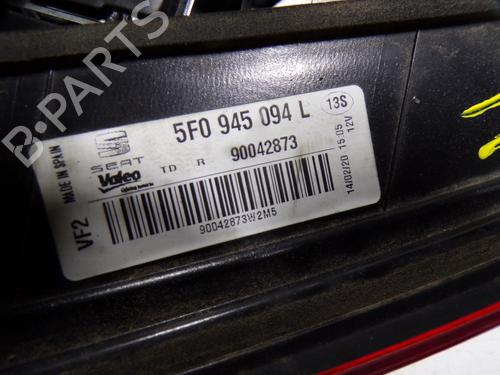 MADE IN SPAIN
VF2
SEAT
Valeo
TD R
5F0 945 094 L
90042873
90042873W2M5
13S
14/02/20 15:05
12V